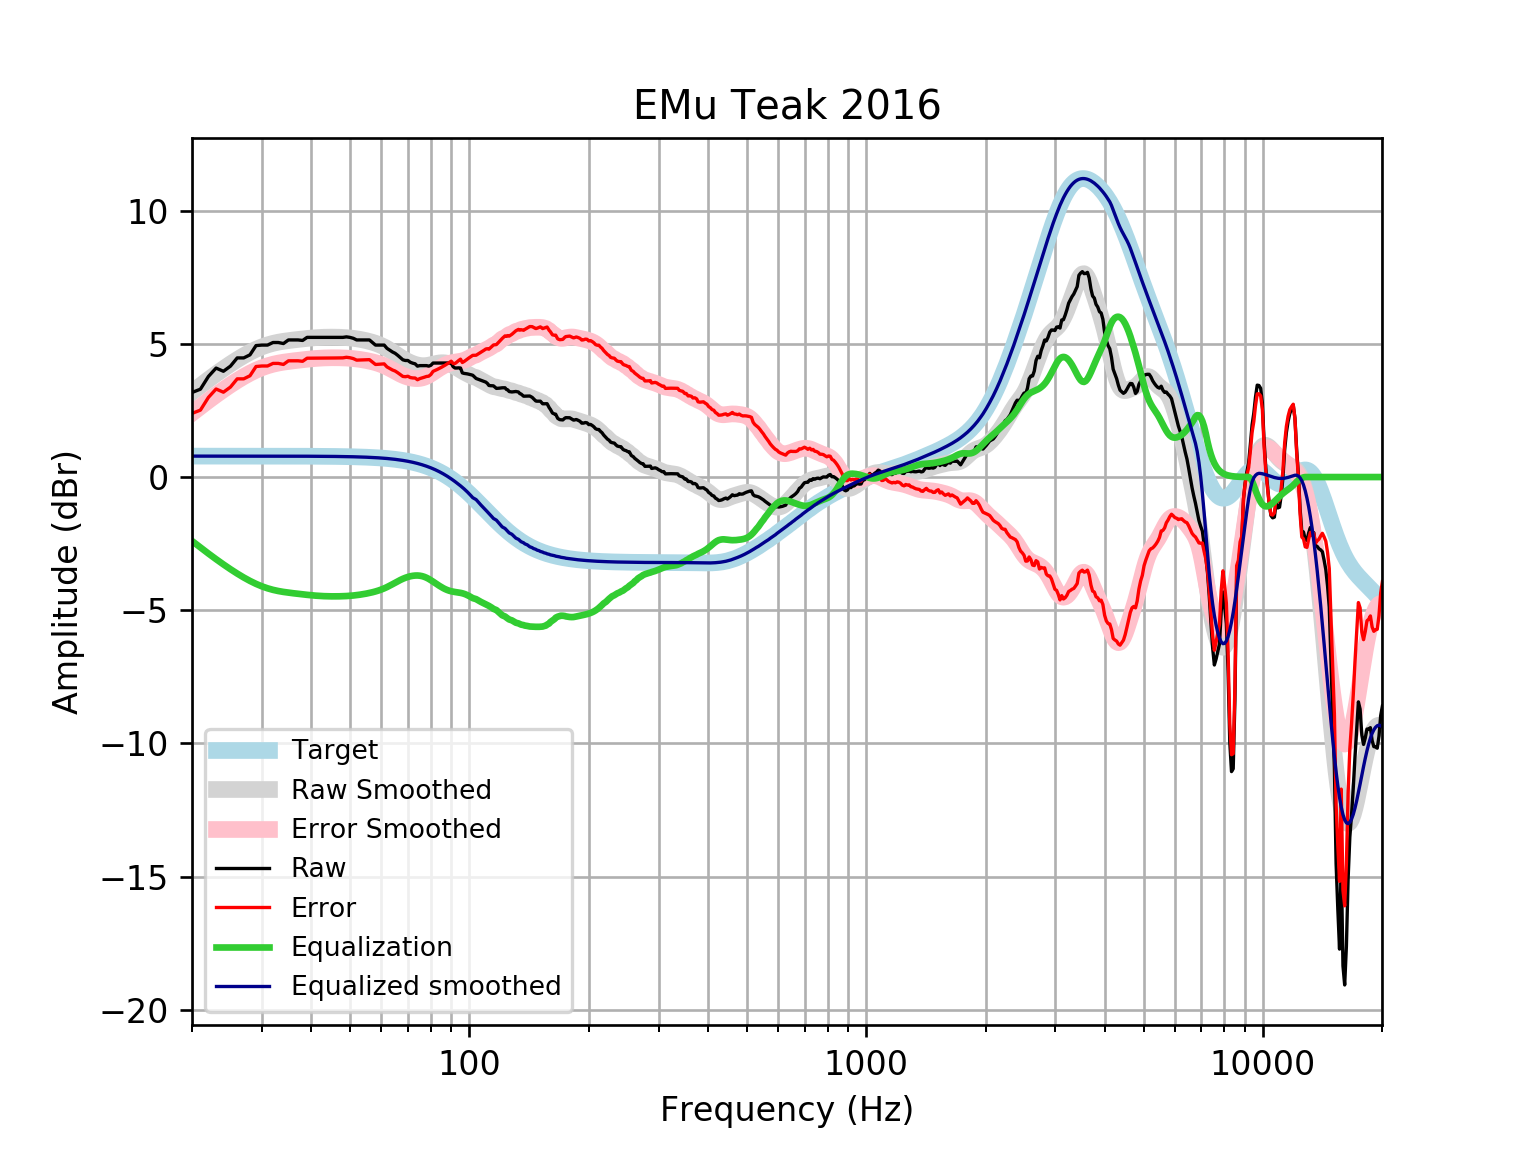 EMu Teak 2016
Amplitude (dBr)
10
5
0
−5
−10
−15
−20
Target
Raw Smoothed
Error Smoothed
Raw
Error
Equalization
Equalized smoothed
100
1000
10000
Frequency (Hz)